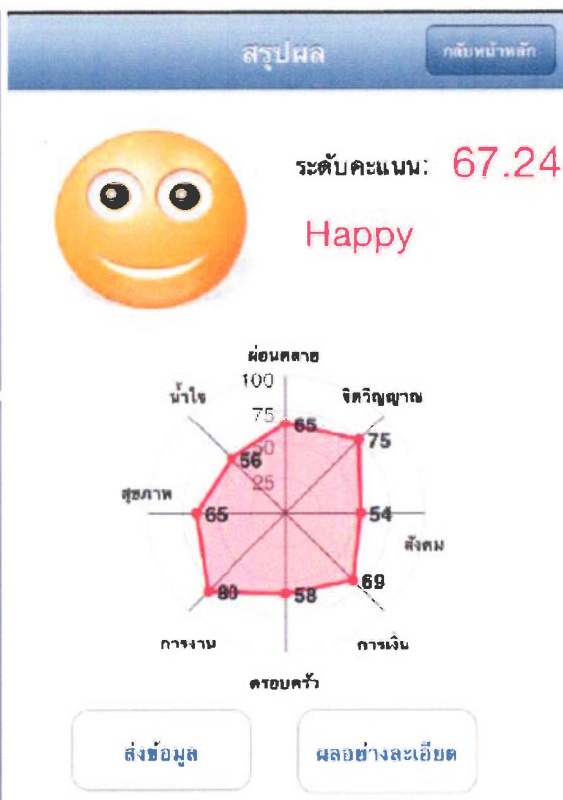 สรุปผล
กลับหน้าหลัก
ระดับคะแนน: 67.24
Happy
ผ่อนคลาย
100
น้ำใจ
จิตวิญญาณ
75
65
75
50
56
25
สุขภาพ
65
54
สังคม
80
58
69
การงาน
การเงิน
ครอบครัว
ส่งข้อมูล
ผลอย่างละเอียด